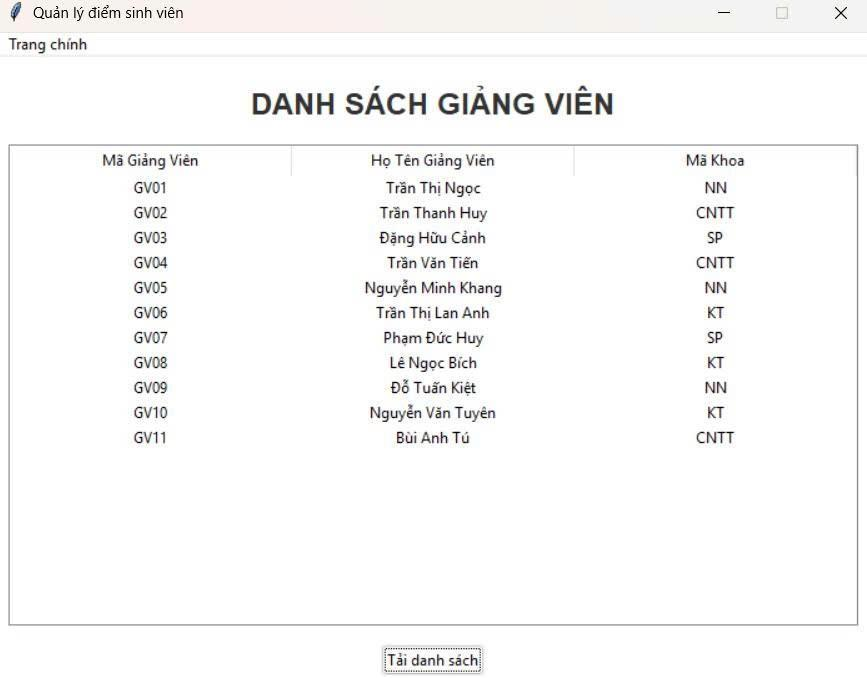 Quản lý điểm sinh viên
Trang chính
DANH SÁCH GIẢNG VIÊN
Mã Giảng Viên Họ Tên Giảng Viên Mã Khoa
GV01 Trần Thị Ngọc NN
GV02 Trần Thanh Huy CNTT
GV03 Đặng Hữu Cảnh SP
GV04 Trần Văn Tiến CNTT
GV05 Nguyễn Minh Khang NN
GV06 Trần Thị Lan Anh KT
GV07 Phạm Đức Huy SP
GV08 Lê Ngọc Bích KT
GV09 Đỗ Tuấn Kiệt NN
GV10 Nguyễn Văn Tuyên KT
GV11 Bùi Anh Tú CNTT
Tải danh sách